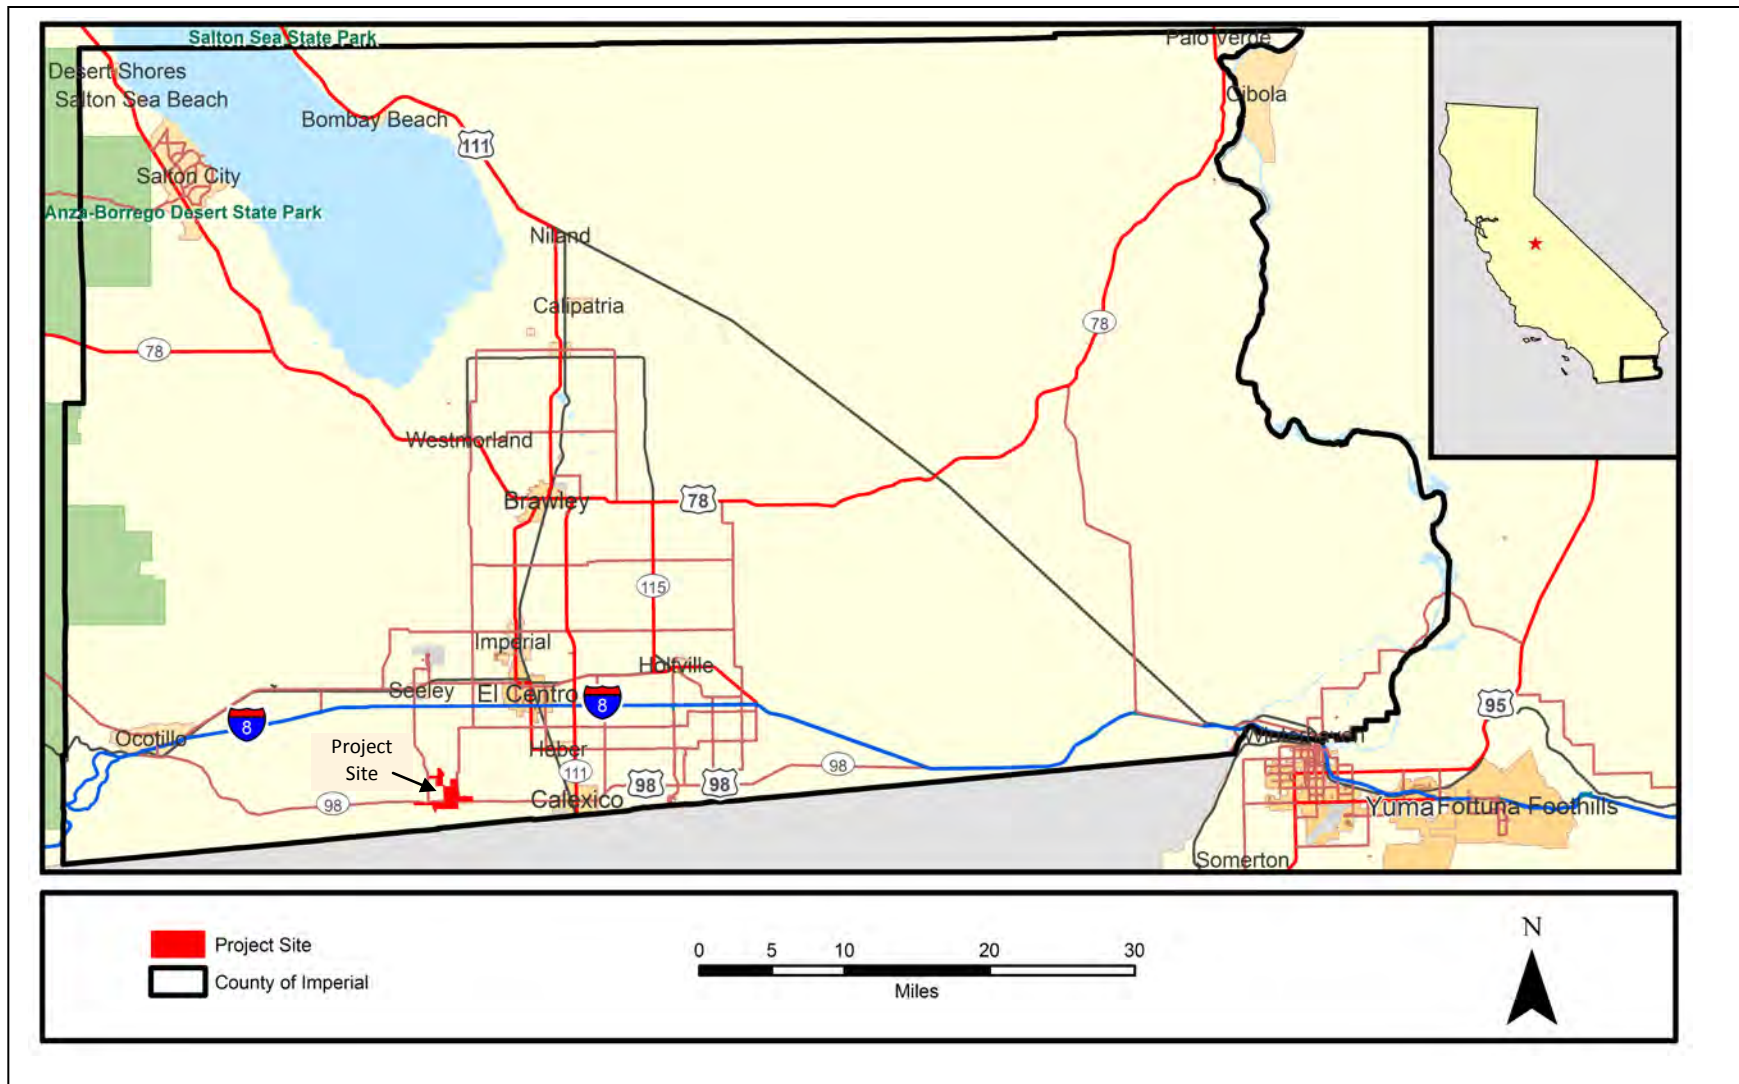 Salton Sea State Park
Palo Verde
Desert Shores
Salton Sea Beach
Cibola
Bombay Beach
111
Salton City
Anza-Borrego Desert State Park
Niland
Calipatria
78
78
Westmorland
Brawley
78
115
Imperial
Holtville
Seeley
El Centro
8
8
95
Ocotillo
Project
Site
Heber
Winterhaven
111
98
98
98
98
Calexico
Yuma
Fortuna Foothills
Somerton
Project Site
County of Imperial
0 5 10 20 30
Miles
N